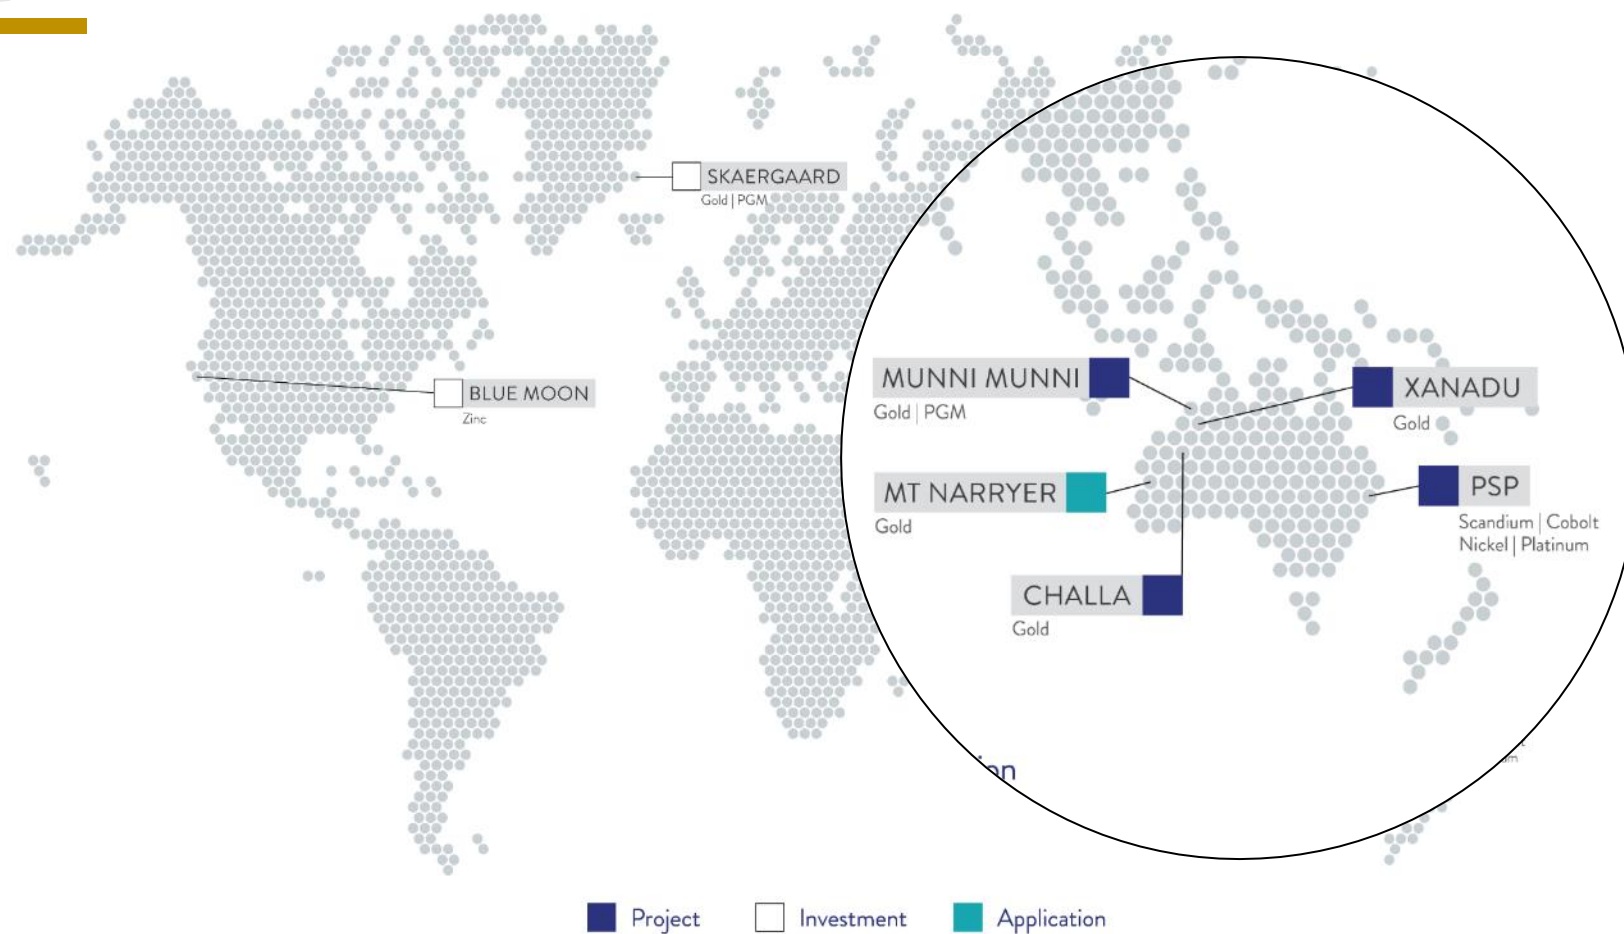 SKAERGAARD
Gold | PGM
BLUE MOON
Zinc
MUNNI MUNNI
Gold | PGM
XANADU
Gold
MT NARRYER
Gold
PSP
Scandium | Cobolt
Nickel | Platinum
CHALLA
Gold
Project
Investment
Application